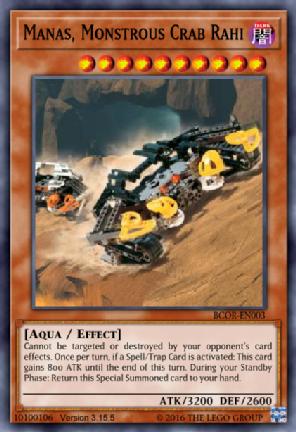 MANAS, MONSTROUS CRAB RAHI
DARK
闇
BCOR-EN003
[AQUA / EFFECT]
Cannot be targeted or destroyed by your opponent's card
effects. Once per turn, if a Spell/Trap Card is activated: This card
gains 800 ATK until the end of this turn. During your Standby
Phase: Return this Special Summoned card to your hand.
ATK/3200 DEF/2600
10100106 Version 3.15.5 © 2016 THE LEGO GROUP